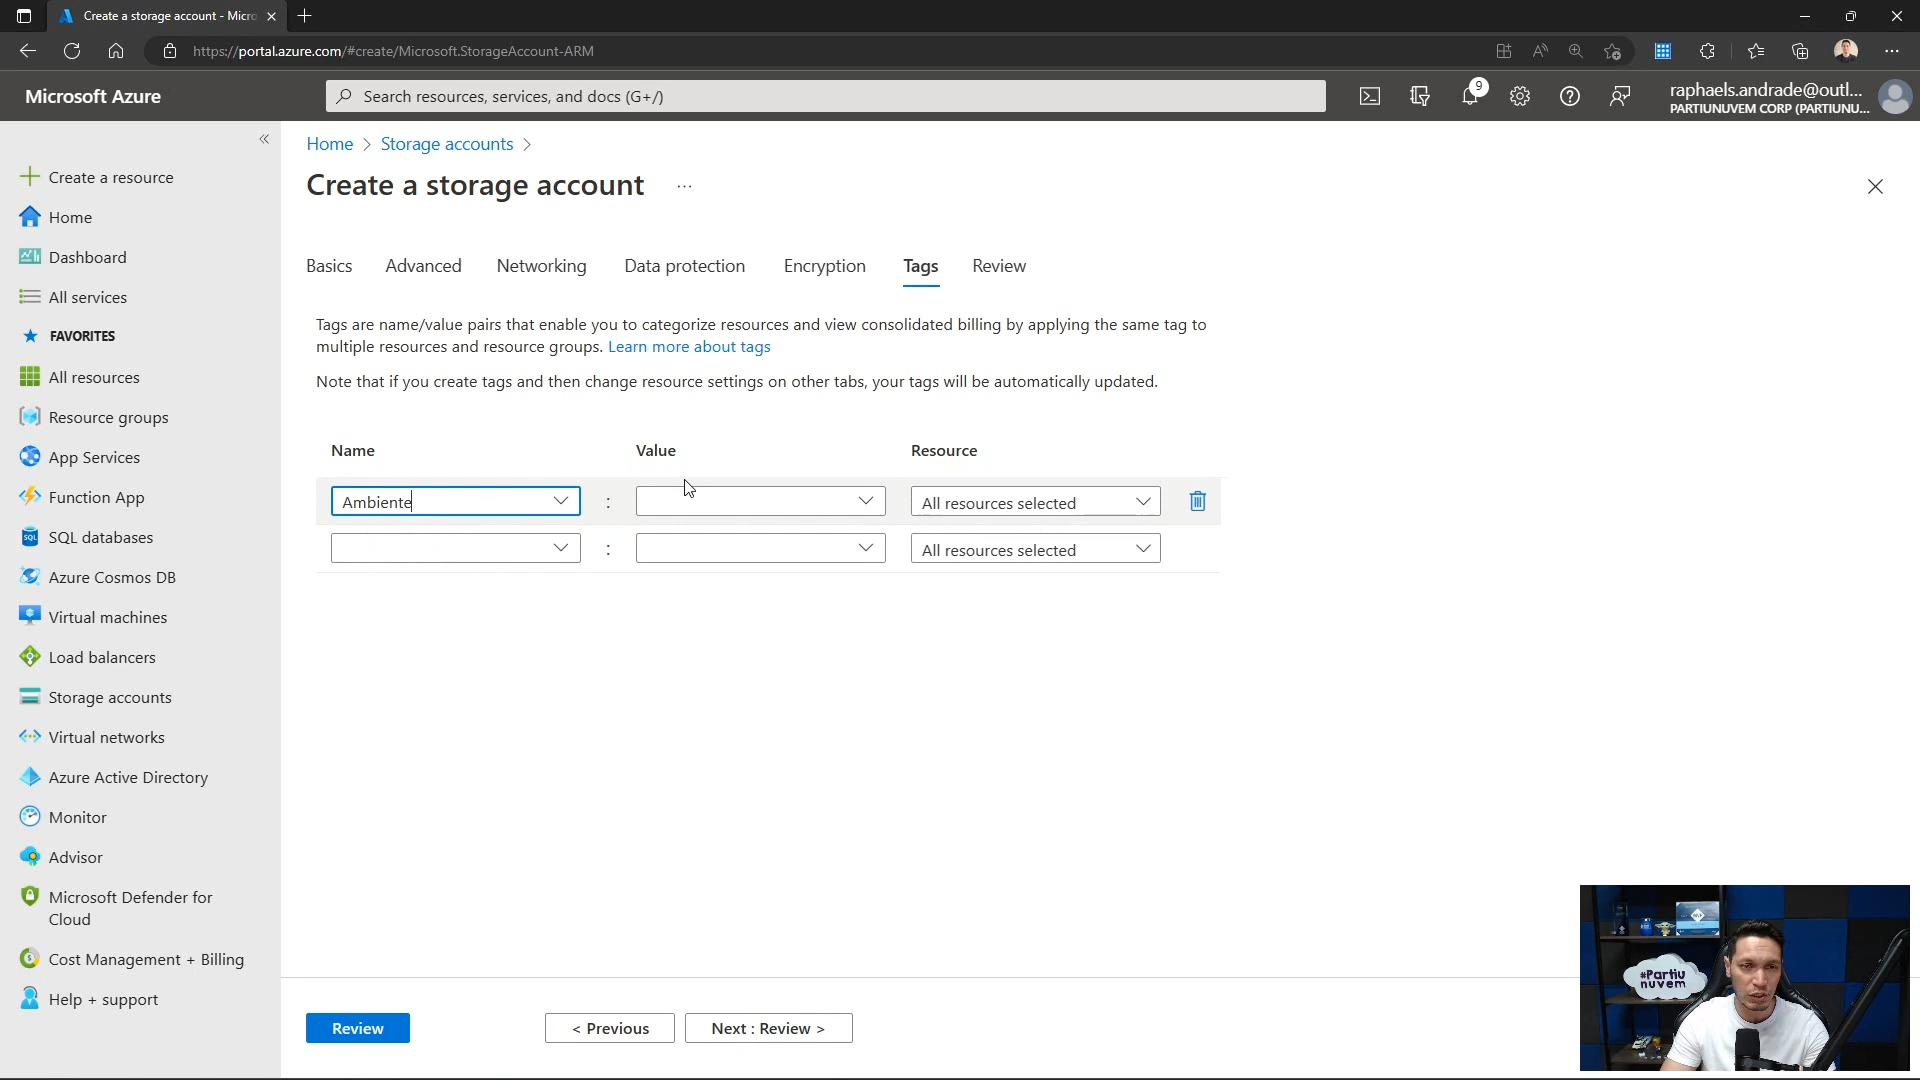 Create a storage account - Micro
https://portal.azure.com/#create/Microsoft.StorageAccount-ARM
Microsoft Azure
Search resources, services, and docs (G+/)
9
raphaels.andrade@outl...
PARTIUNUVEM CORP (PARTIUNU...
Home > Storage accounts >
Create a storage account ...
Create a resource
Home
Dashboard
All services
FAVORITES
All resources
Resource groups
App Services
Function App
SQL databases
Azure Cosmos DB
Virtual machines
Load balancers
Storage accounts
Virtual networks
Azure Active Directory
Monitor
Advisor
Microsoft Defender for
Cloud
Cost Management + Billing
Help + support
Basics Advanced Networking Data protection Encryption Tags Review
Tags are name/value pairs that enable you to categorize resources and view consolidated billing by applying the same tag to
multiple resources and resource groups. Learn more about tags
Note that if you create tags and then change resource settings on other tabs, your tags will be automatically updated.
Name Value Resource
Ambiente : All resources selected
: All resources selected
Review < Previous Next : Review >
#Partiu
nuvem